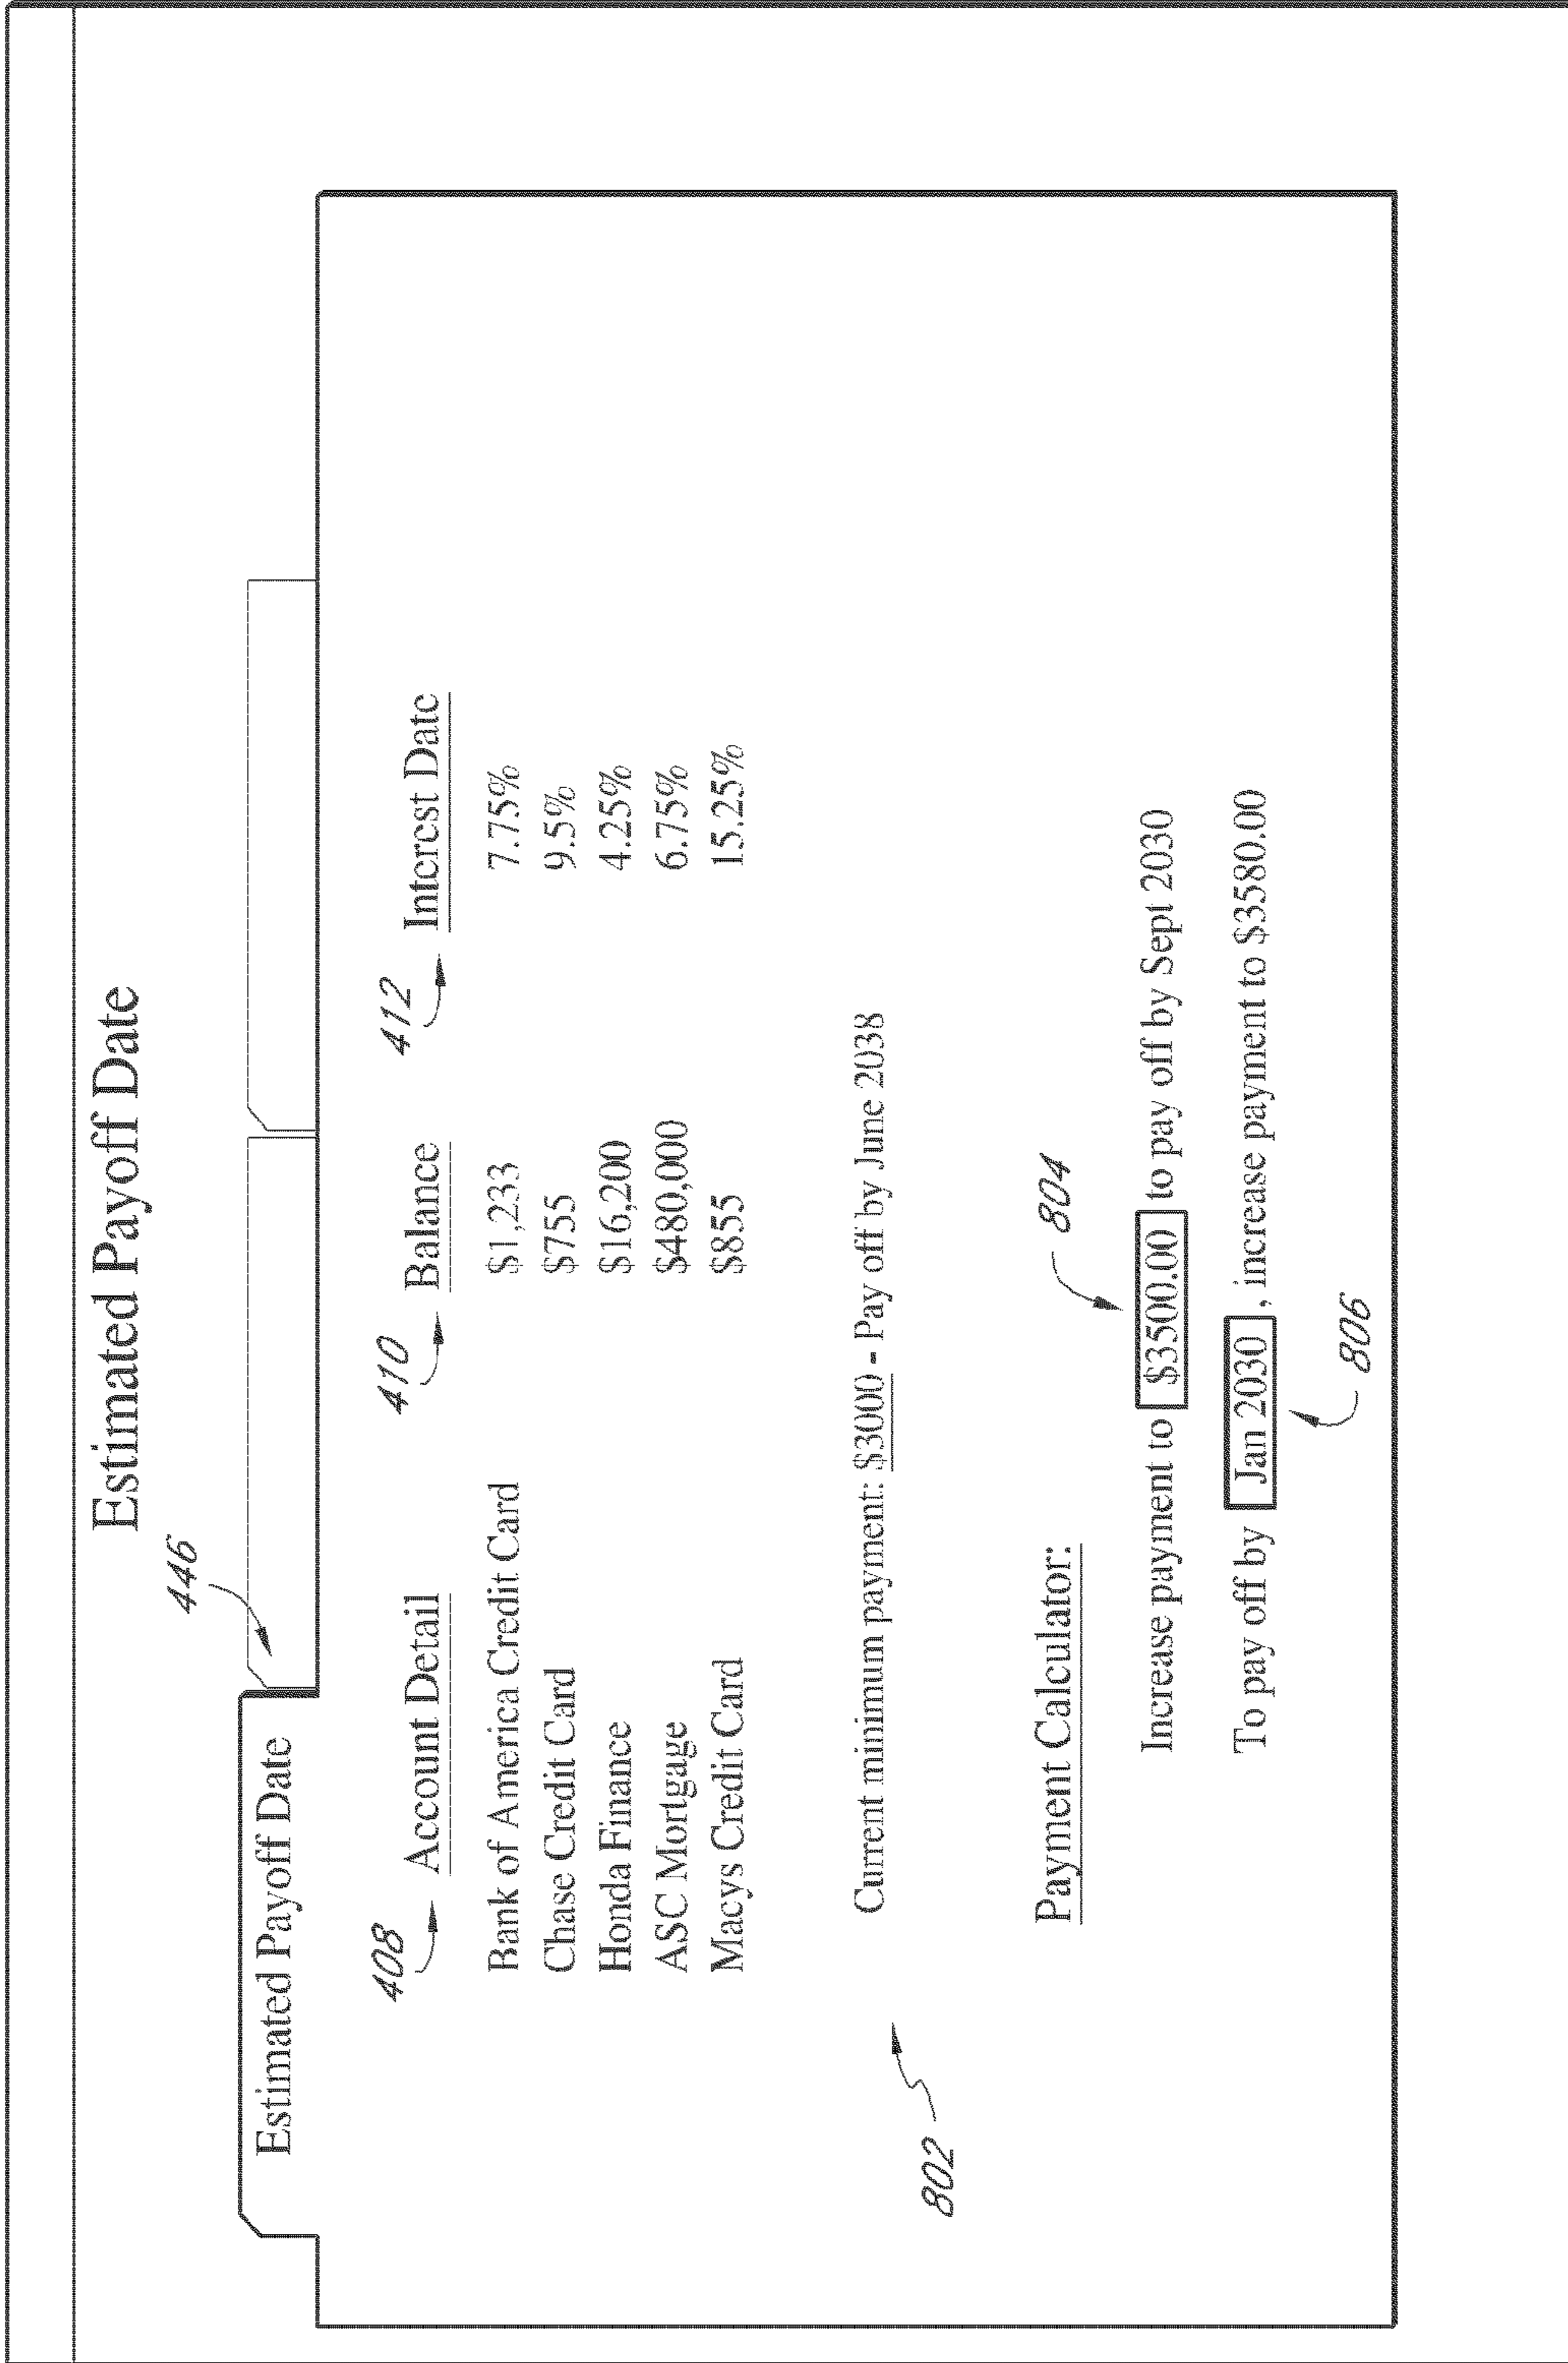 Estimated Payoff Date
446
Estimated Payoff Date
408 410 412
Account Detail Balance Interest Date
Bank of America Credit Card $1,233 7.75%
Chase Credit Card $755 9.5%
Honda Finance $16,200 4.25%
ASC Mortgage $480,000 6.75%
Macys Credit Card $855 15.25%
802
Current minimum payment: $3000 - Pay off by June 2038
Payment Calculator:
804
Increase payment to $3500.00 to pay off by Sept 2030
To pay off by Jan 2030 , increase payment to $3580.00
806